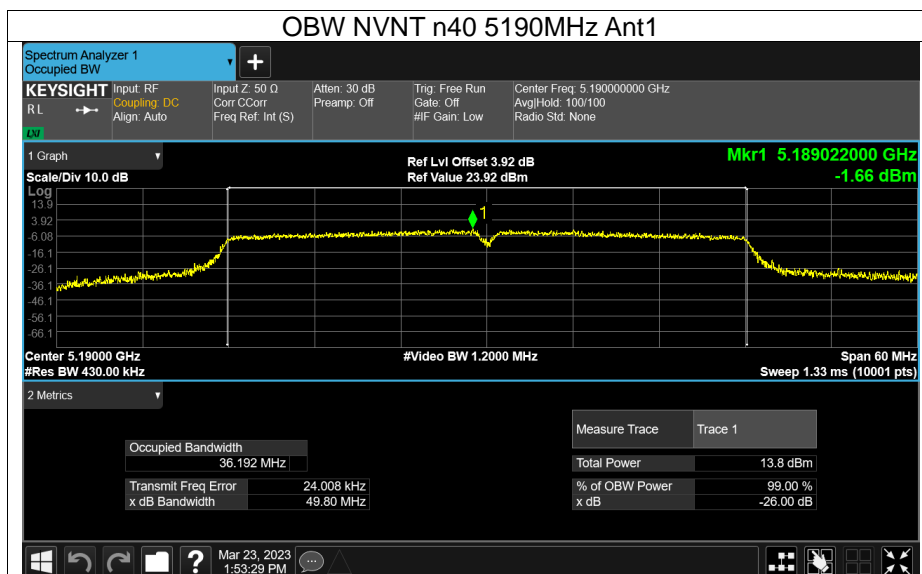 OBW NVNT n40 5190MHz Ant1
Spectrum Analyzer 1
Occupied BW
KEYSIGHT
R L
LXI
Input: RF
Coupling: DC
Align: Auto
Input Z: 50 Ω
Corr CCorr
Freq Ref: Int (S)
Atten: 30 dB
Preamp: Off
Trig: Free Run
Gate: Off
#IF Gain: Low
Center Freq: 5.190000000 GHz
Avg|Hold: 100/100
Radio Std: None
1 Graph
Scale/Div 10.0 dB
Ref Lvl Offset 3.92 dB
Ref Value 23.92 dBm
Mkr1 5.189022000 GHz
-1.66 dBm
Log
13.9
3.92
-6.08
-16.1
-26.1
-36.1
-46.1
-56.1
-66.1
1
Center 5.19000 GHz
#Res BW 430.00 kHz
#Video BW 1.2000 MHz
Span 60 MHz
Sweep 1.33 ms (10001 pts)
2 Metrics
Occupied Bandwidth
36.192 MHz
Transmit Freq Error 24.008 kHz
x dB Bandwidth 49.80 MHz
Measure Trace Trace 1
Total Power 13.8 dBm
% of OBW Power 99.00 %
x dB -26.00 dB
?
Mar 23, 2023
1:53:29 PM